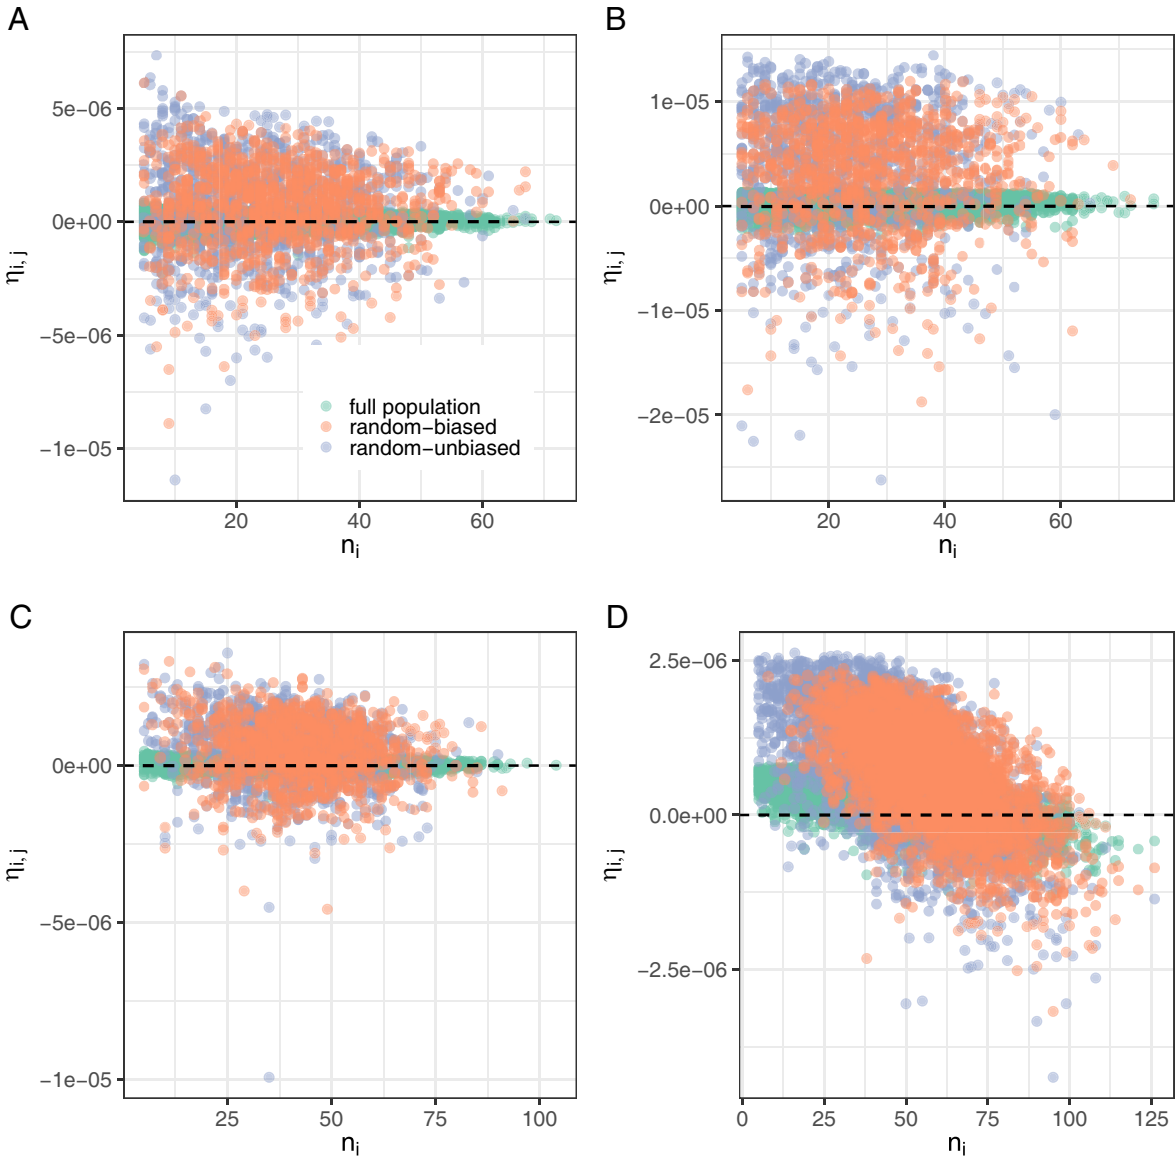 A
5e−06
0e+00
−5e−06
−1e−05
ηi, j
full population
random−biased
random−unbiased
20 40 60
ni
B
1e−05
0e+00
−1e−05
−2e−05
ηi, j
20 40 60
ni
C
0e+00
−5e−06
−1e−05
ηi, j
25 50 75 100
ni
D
2.5e−06
0.0e+00
−2.5e−06
ηi, j
0 25 50 75 100 125
ni